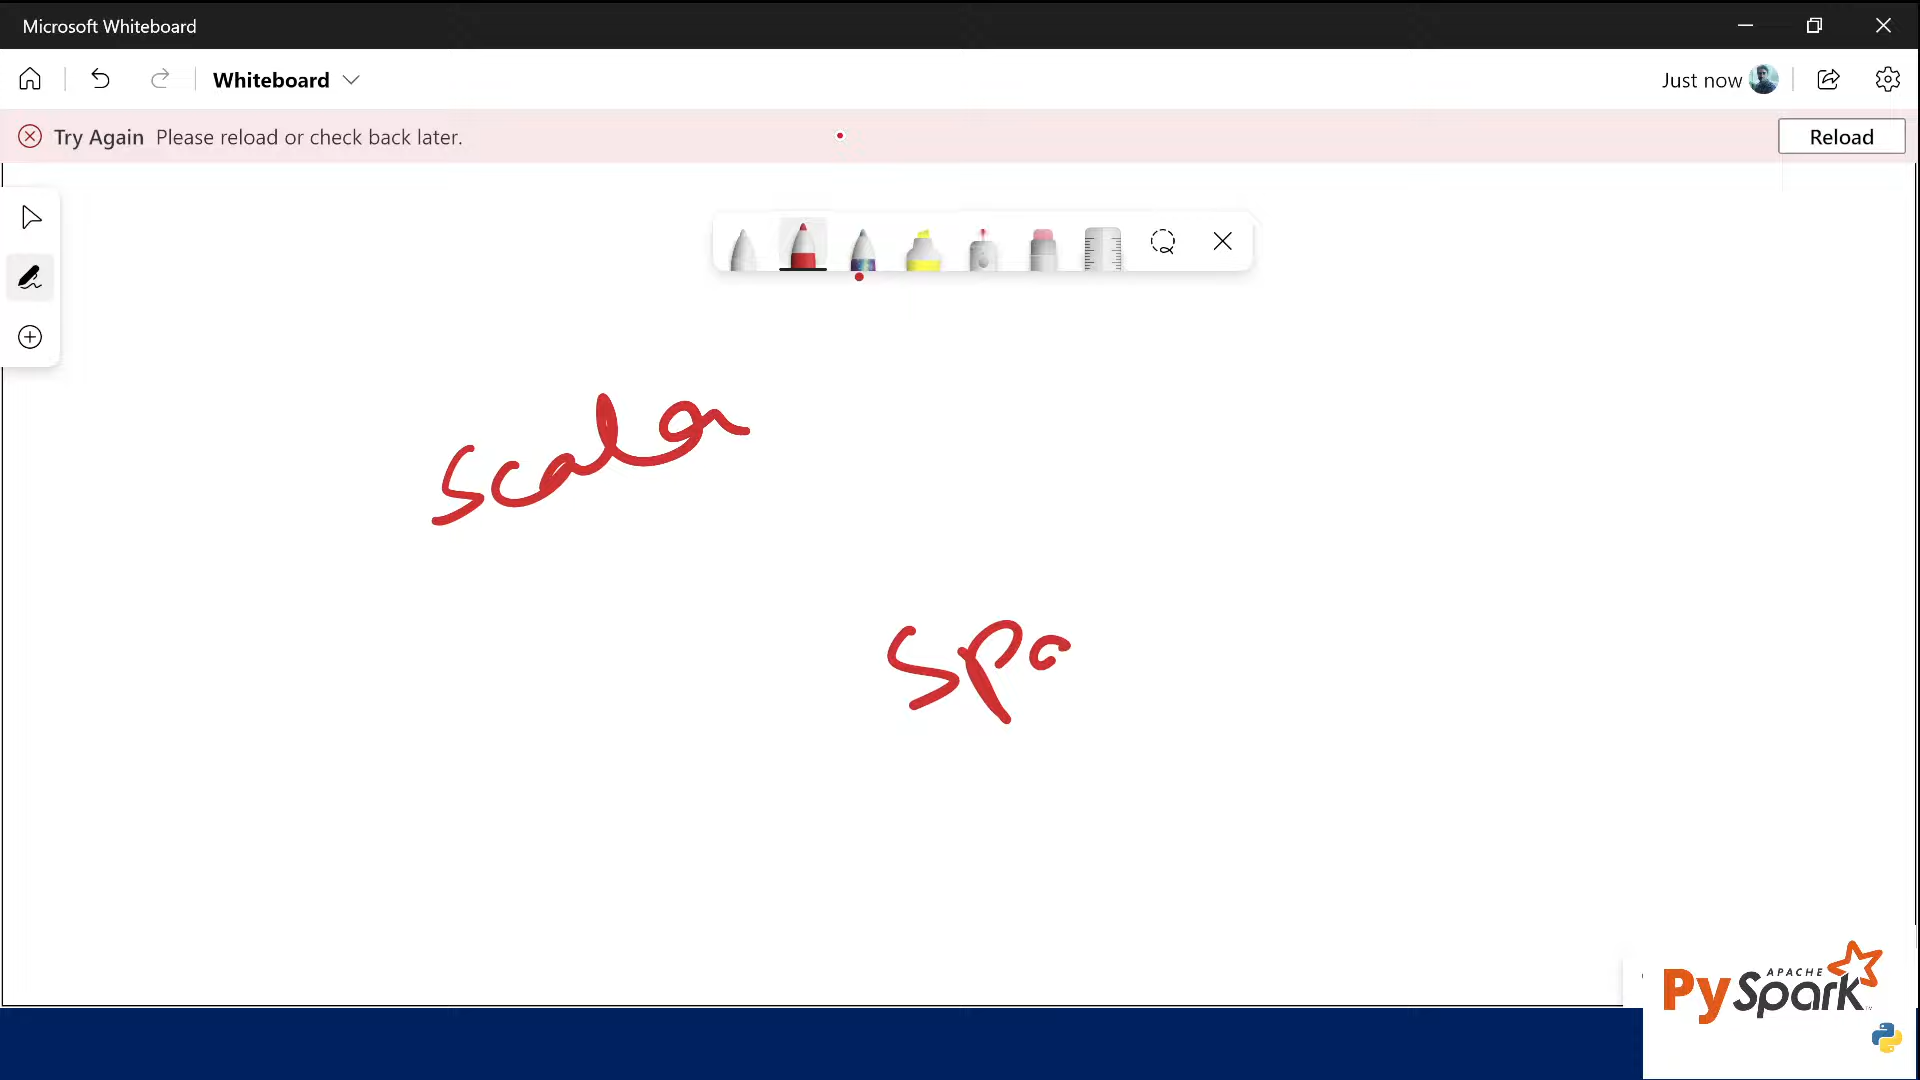 Microsoft Whiteboard
Whiteboard
Just now
Try Again Please reload or check back later.
Reload
Scala
Spa
APACHE
PySpark